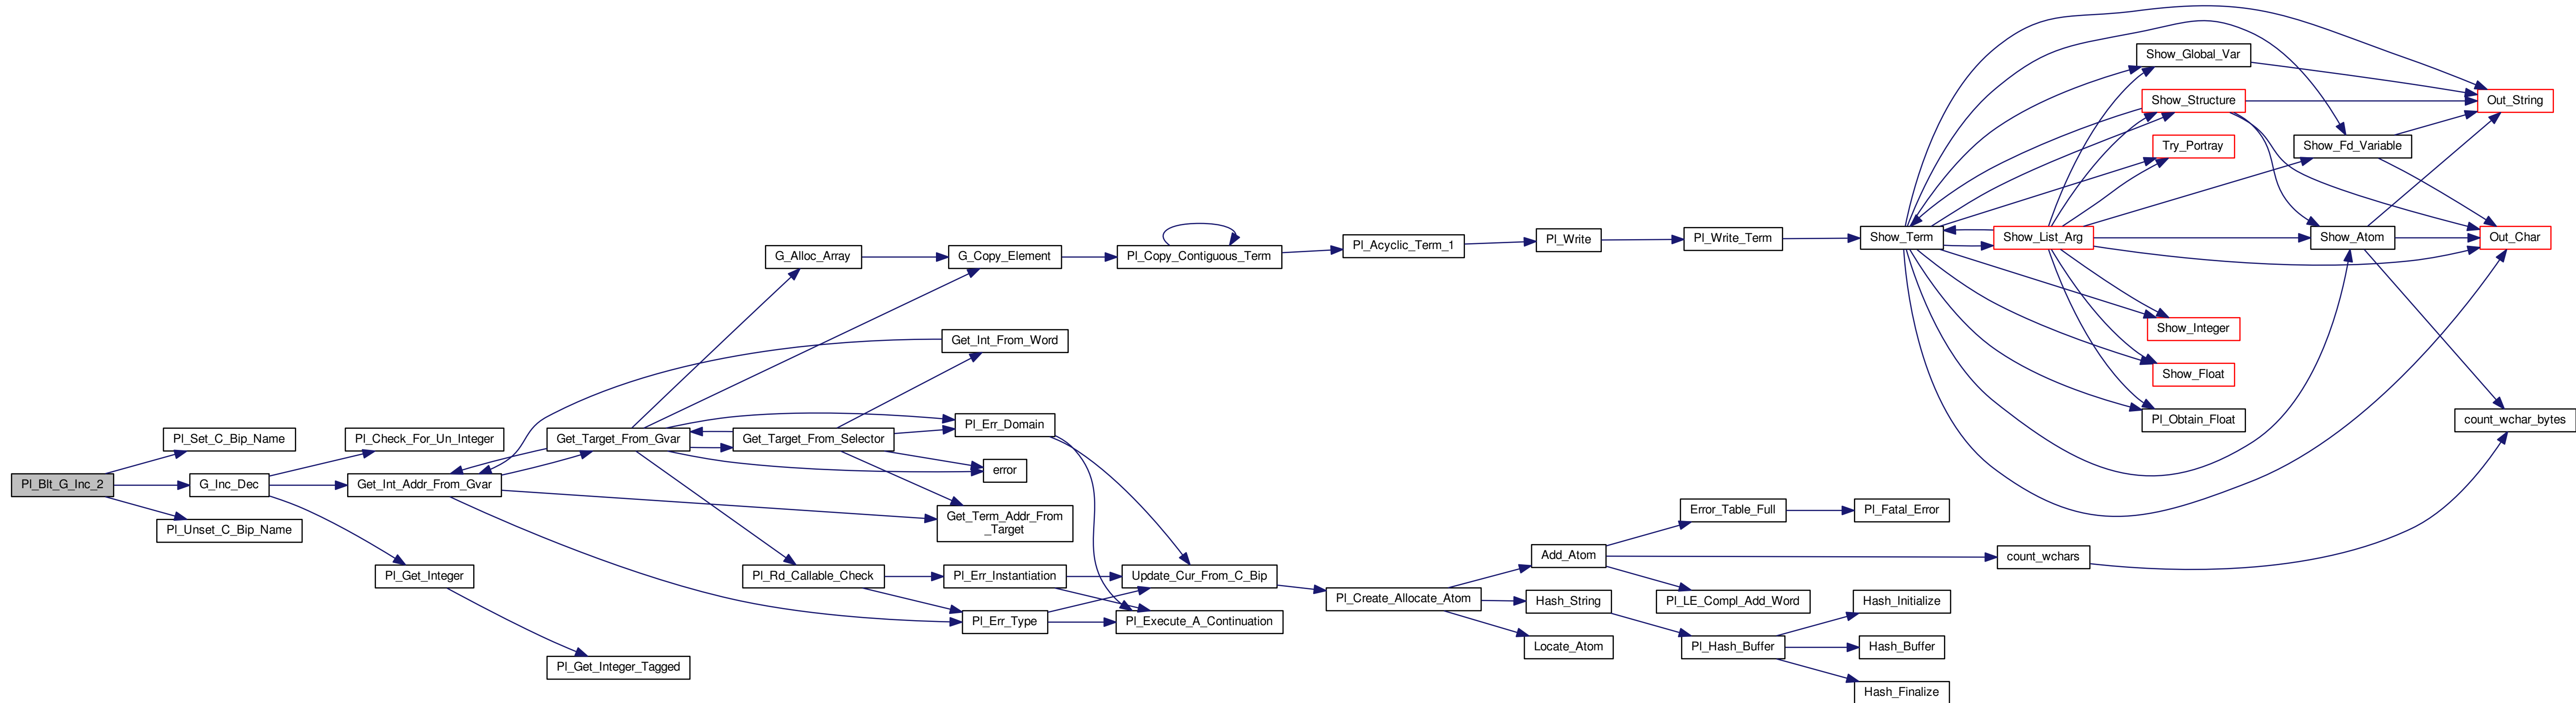 Pl_Blt_G_Inc_2
Pl_Set_C_Bip_Name
G_Inc_Dec
Pl_Unset_C_Bip_Name
Pl_Check_For_Un_Integer
Get_Int_Addr_From_Gvar
Pl_Get_Integer
Get_Target_From_Gvar
Pl_Get_Integer_Tagged
G_Alloc_Array
Get_Target_From_Selector
Pl_Rd_Callable_Check
G_Copy_Element
Get_Int_From_Word
Pl_Err_Domain
error
Get_Term_Addr_From
_Target
Pl_Err_Instantiation
Pl_Err_Type
Pl_Copy_Contiguous_Term
Update_Cur_From_C_Bip
Pl_Execute_A_Continuation
Pl_Acyclic_Term_1
Pl_Create_Allocate_Atom
Pl_Write
Add_Atom
Hash_String
Locate_Atom
Pl_Write_Term
Error_Table_Full
Pl_LE_Compl_Add_Word
Pl_Hash_Buffer
Show_Term
Pl_Fatal_Error
Hash_Initialize
Hash_Buffer
Hash_Finalize
Show_List_Arg
count_wchars
Show_Global_Var
Show_Structure
Try_Portray
Show_Integer
Show_Float
Pl_Obtain_Float
Show_Fd_Variable
Show_Atom
Out_String
Out_Char
count_wchar_bytes